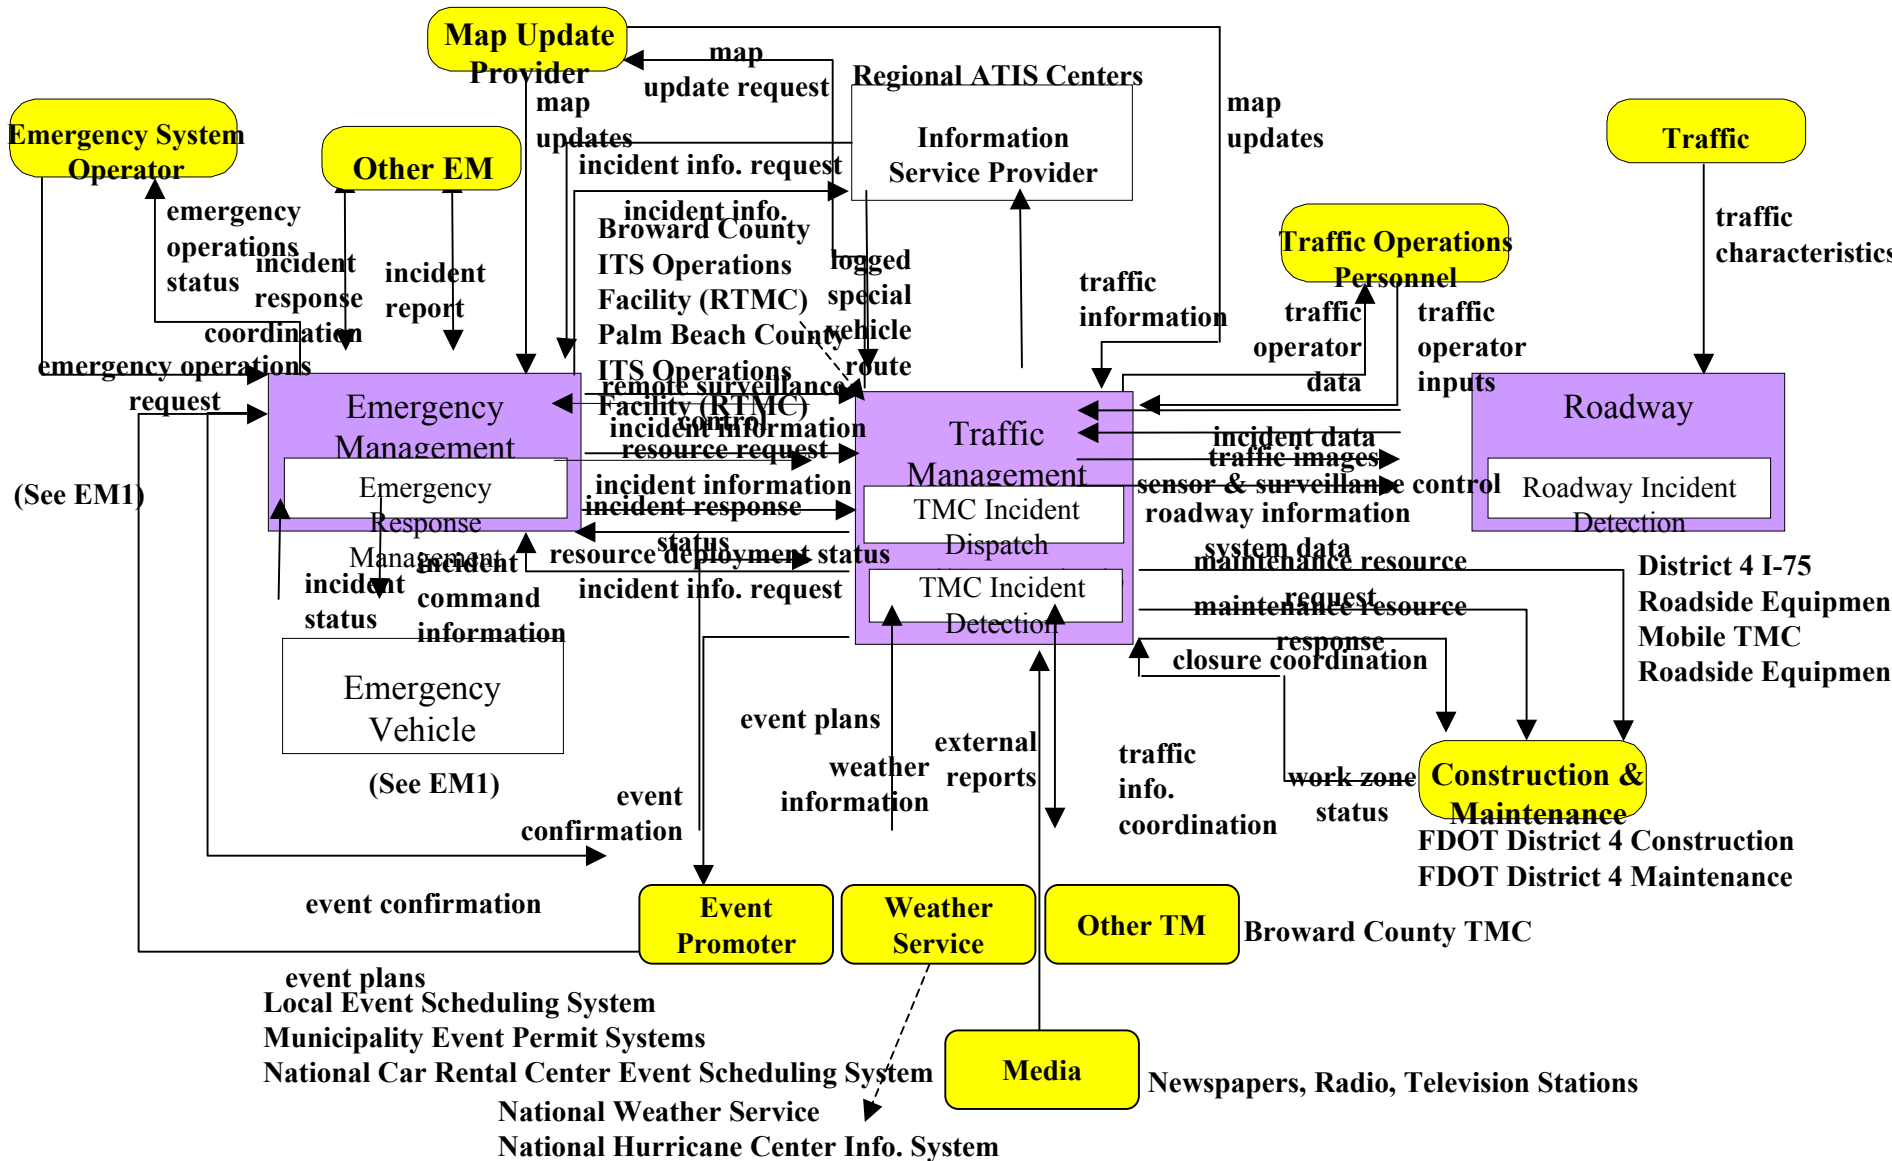 Map Update
Provider
map
update request
Regional ATIS Centers
map
updates
map
updates
Emergency System
Operator
Other EM
Information
Service Provider
Traffic
incident info. request
incident info.
emergency
operations
status
incident
response
coordination
incident
report
Broward County
ITS Operations
Facility (RTMC)
Palm Beach County
ITS Operations
Facility (RTMC)
logged
special
vehicle
route
traffic
information
Traffic Operations
Personnel
traffic
characteristics
traffic
operator
data
traffic
operator
inputs
emergency operations
request
(See EM1)
Emergency
Management
Emergency
Response
Management
remote surveillance
control
incident information
resource request
incident information
incident response
status
resource deployment status
incident info. request
Traffic
Management
TMC Incident
Dispatch
TMC Incident
Detection
incident data
traffic images
sensor & surveillance control
roadway information
system data
maintenance resource
request
maintenance resource
response
closure coordination
Roadway
Roadway Incident
Detection
District 4 I-75
Roadside Equipmen
Mobile TMC
Roadside Equipmen
incident
status
incident
command
information
Emergency
Vehicle
(See EM1)
event plans
weather
information
external
reports
traffic
info.
coordination
work zone
status
Construction &
Maintenance
FDOT District 4 Construction
FDOT District 4 Maintenance
event
confirmation
event confirmation
Event
Promoter
Weather
Service
Other TM
Broward County TMC
event plans
Local Event Scheduling System
Municipality Event Permit Systems
National Car Rental Center Event Scheduling System
Media
Newspapers, Radio, Television Stations
National Weather Service
National Hurricane Center Info. System